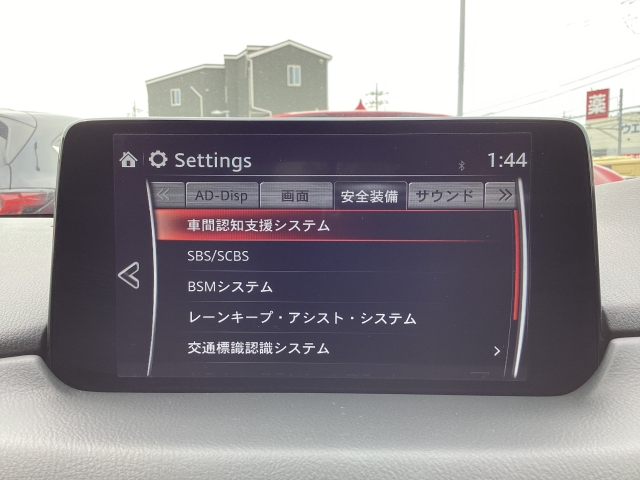 薬
ウエ
Settings
1:44
AD-Disp 画面 安全装備 サウンド
車間認知支援システム
SBS/SCBS
BSMシステム
レーンキープ・アシスト・システム
交通標識認識システム